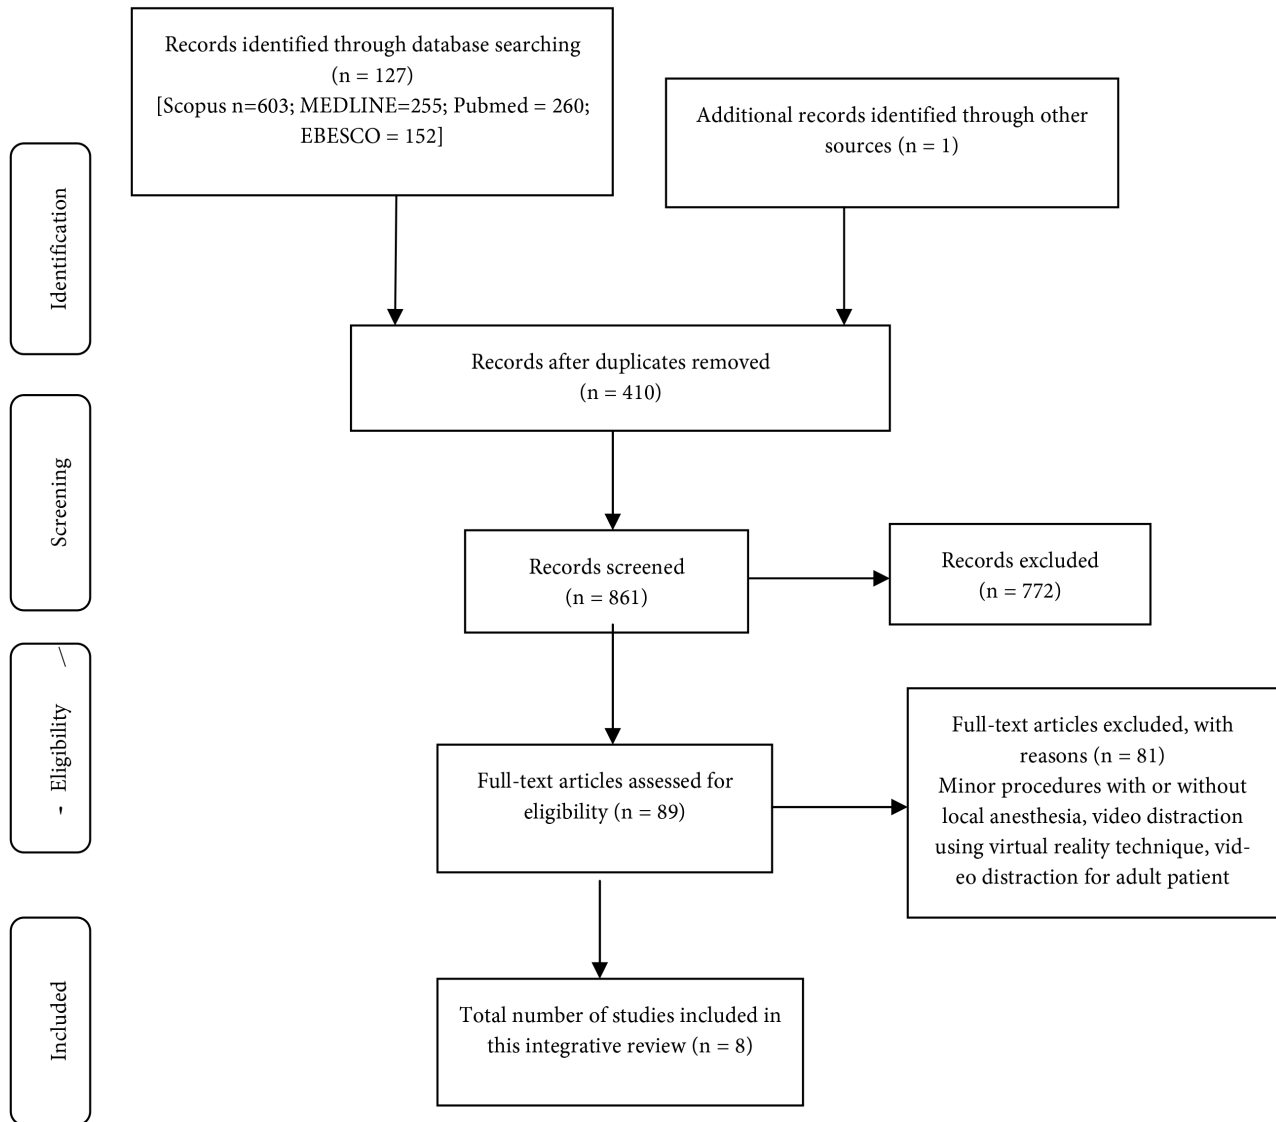 Records identified through database searching
(n = 127)
[Scopus n=603; MEDLINE=255; Pubmed = 260;
EBESCO = 152]
Additional records identified through other
sources (n = 1)
Identification
Records after duplicates removed
(n = 410)
Screening
Records screened
(n = 861)
Records excluded
(n = 772)
Eligibility
Full-text articles assessed for
eligibility (n = 89)
Full-text articles excluded, with
reasons (n = 81)
Minor procedures with or without
local anesthesia, video distraction
using virtual reality technique, vid-
eo distraction for adult patient
Included
Total number of studies included in
this integrative review (n = 8)